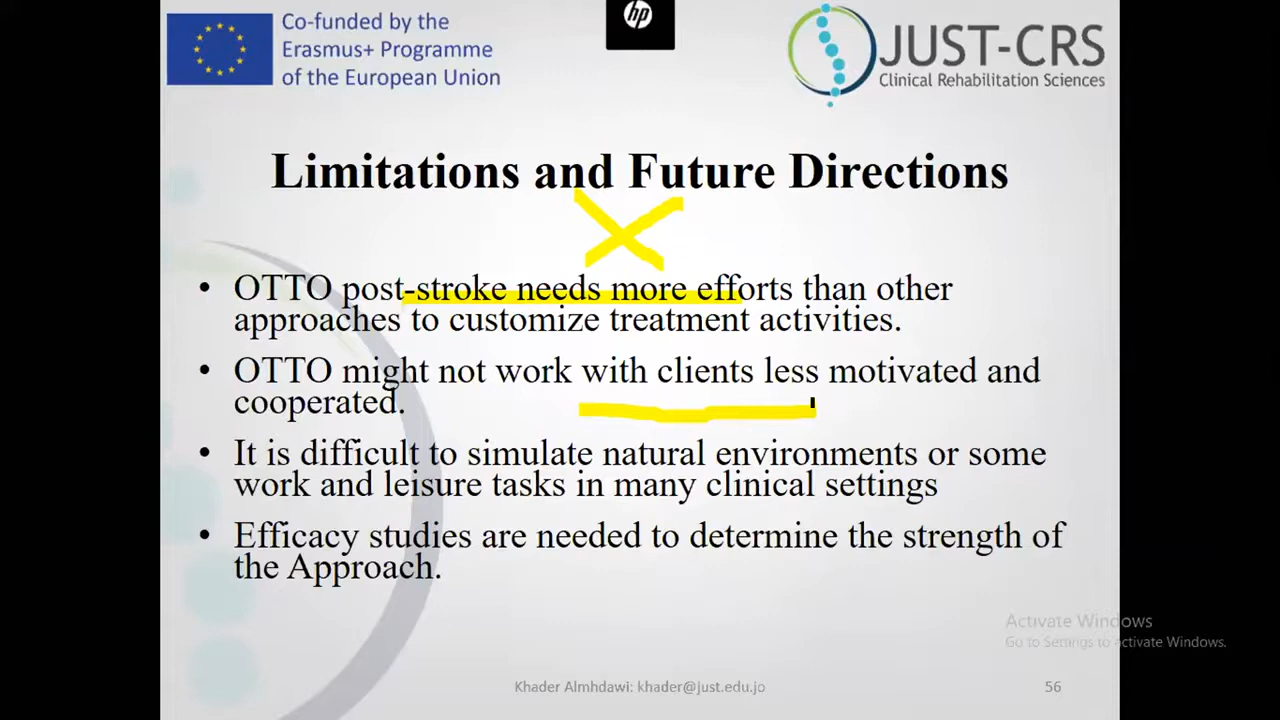 Co-funded by the
Erasmus+ Programme
of the European Union
hp
JUST-CRS
Clinical Rehabilitation Sciences
Limitations and Future Directions
• OTTO post-stroke needs more efforts than other
approaches to customize treatment activities.
• OTTO might not work with clients less motivated and
cooperated.
• It is difficult to simulate natural environments or some
work and leisure tasks in many clinical settings
• Efficacy studies are needed to determine the strength of
the Approach.
Activate Windows
Go to Settings to activate Windows.
Khader Almhdawi: khader@just.edu.jo
56